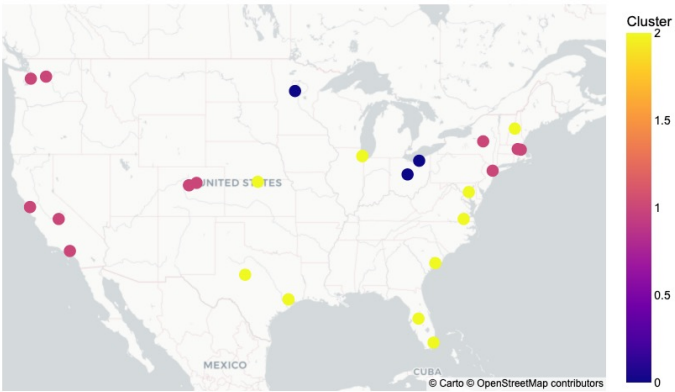 Cluster
2
1.5
1
0.5
0
UNITED STATES
MEXICO
CUBA
© Carto © OpenStreetMap contributors